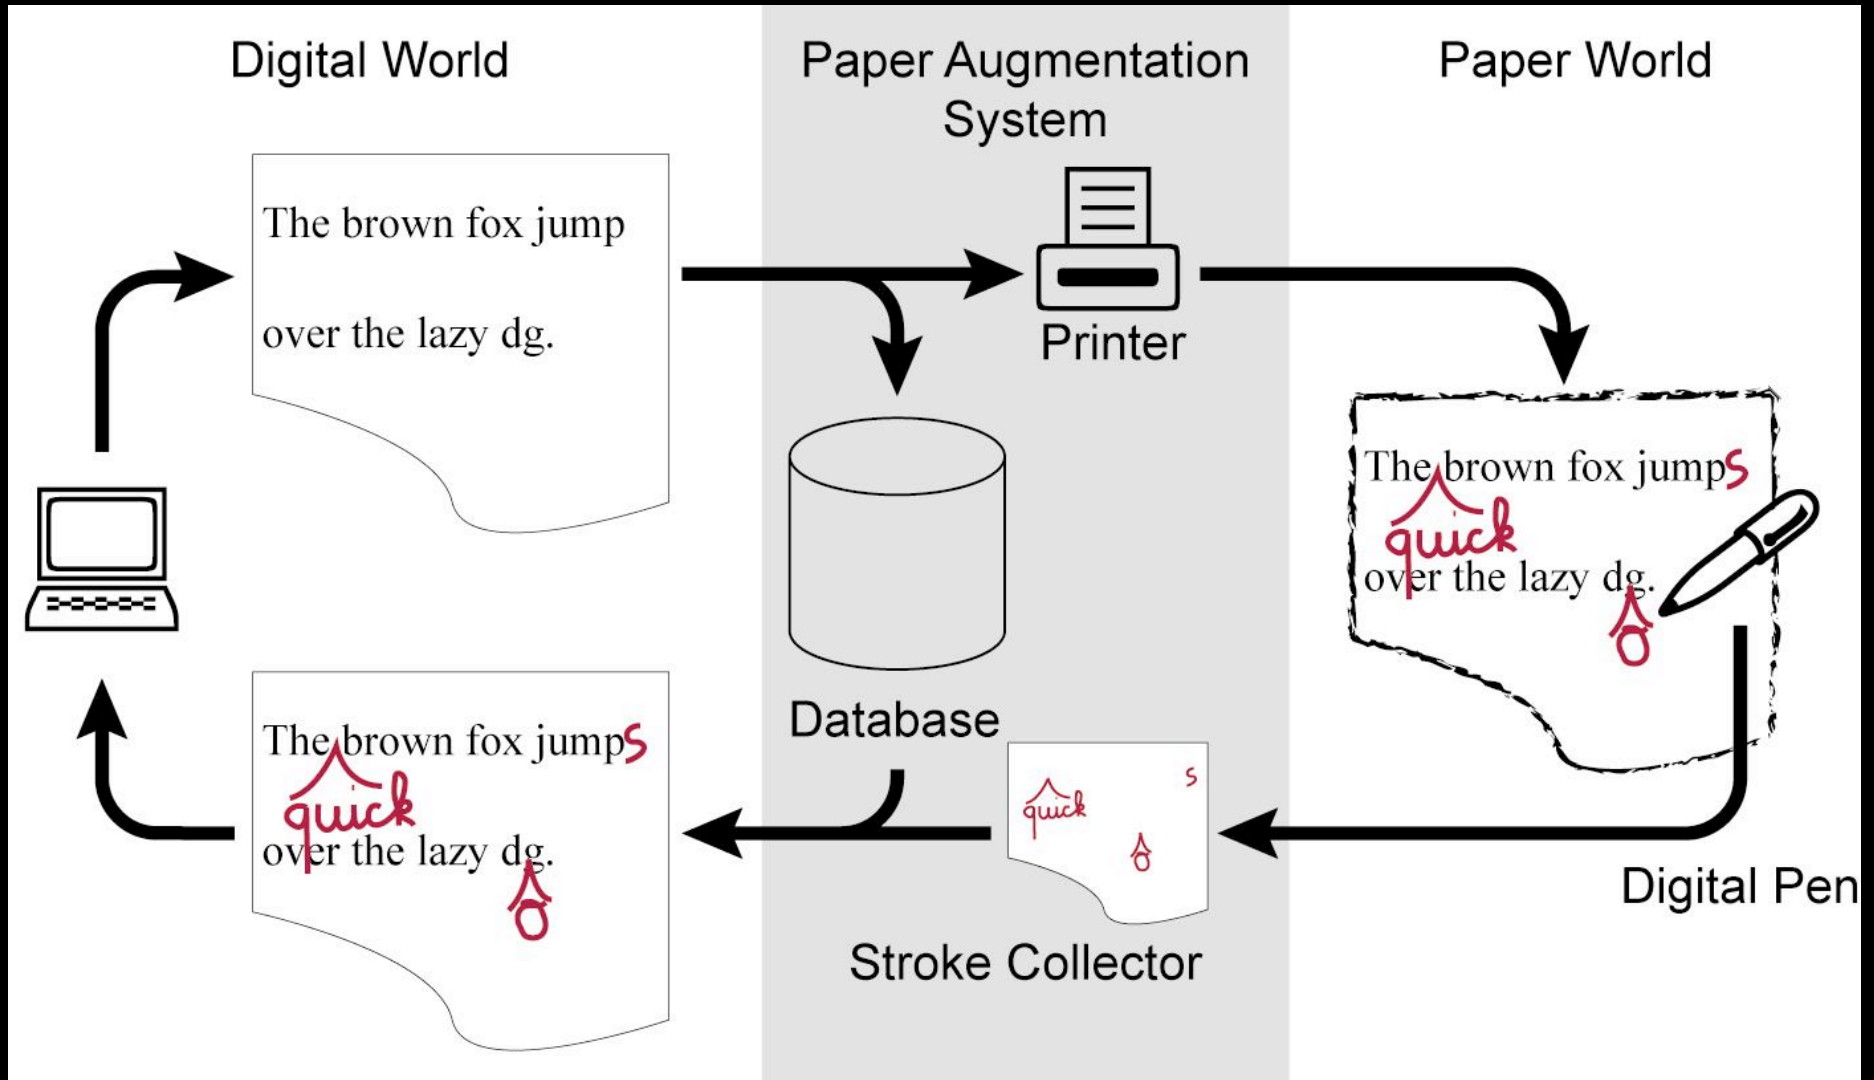 Digital World
Paper Augmentation
System
Paper World
The brown fox jump
over the lazy dg.
Printer
The brown fox jumps
quick
over the lazy dg.
o
Database
The brown fox jumps
quick
over the lazy dg.
o
s
quick
o
Digital Pen
Stroke Collector